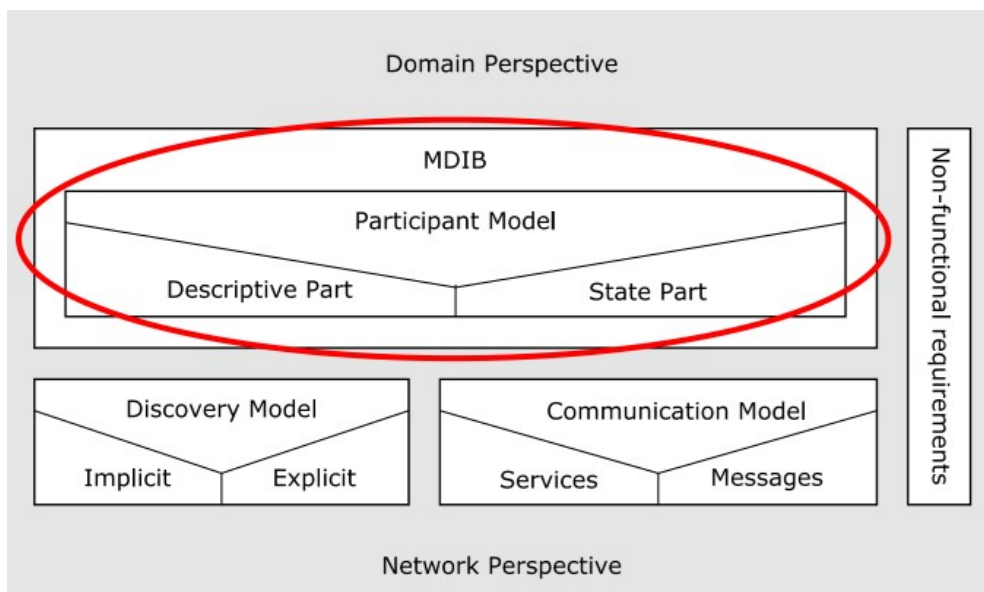 Domain Perspective
MDIB
Participant Model
Descriptive Part
State Part
Non-functional requirements
Discovery Model
Implicit
Explicit
Communication Model
Services
Messages
Network Perspective